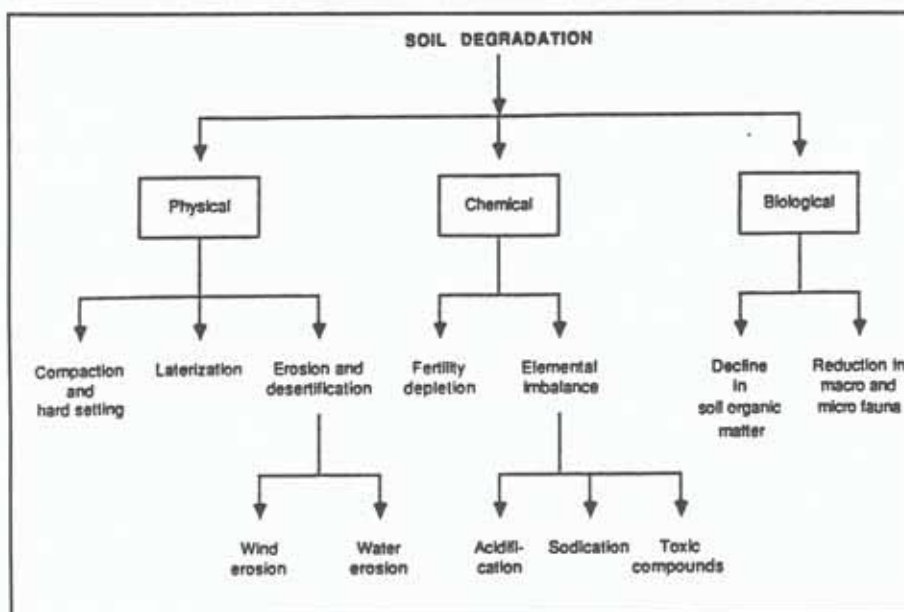 SOIL DEGRADATION
Physical
Chemical
Biological
Compaction
and
hard setting
Laterization
Erosion and
desertification
Fertility
depletion
Elemental
imbalance
Decline
in
soil organic
matter
Reduction in
macro and
micro fauna
Wind
erosion
Water
erosion
Acidifi-
cation
Sodication
Toxic
compounds